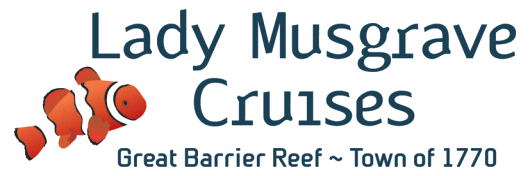 Lady Musgrave
Cruises
Great Barrier Reef ~ Town of 1770